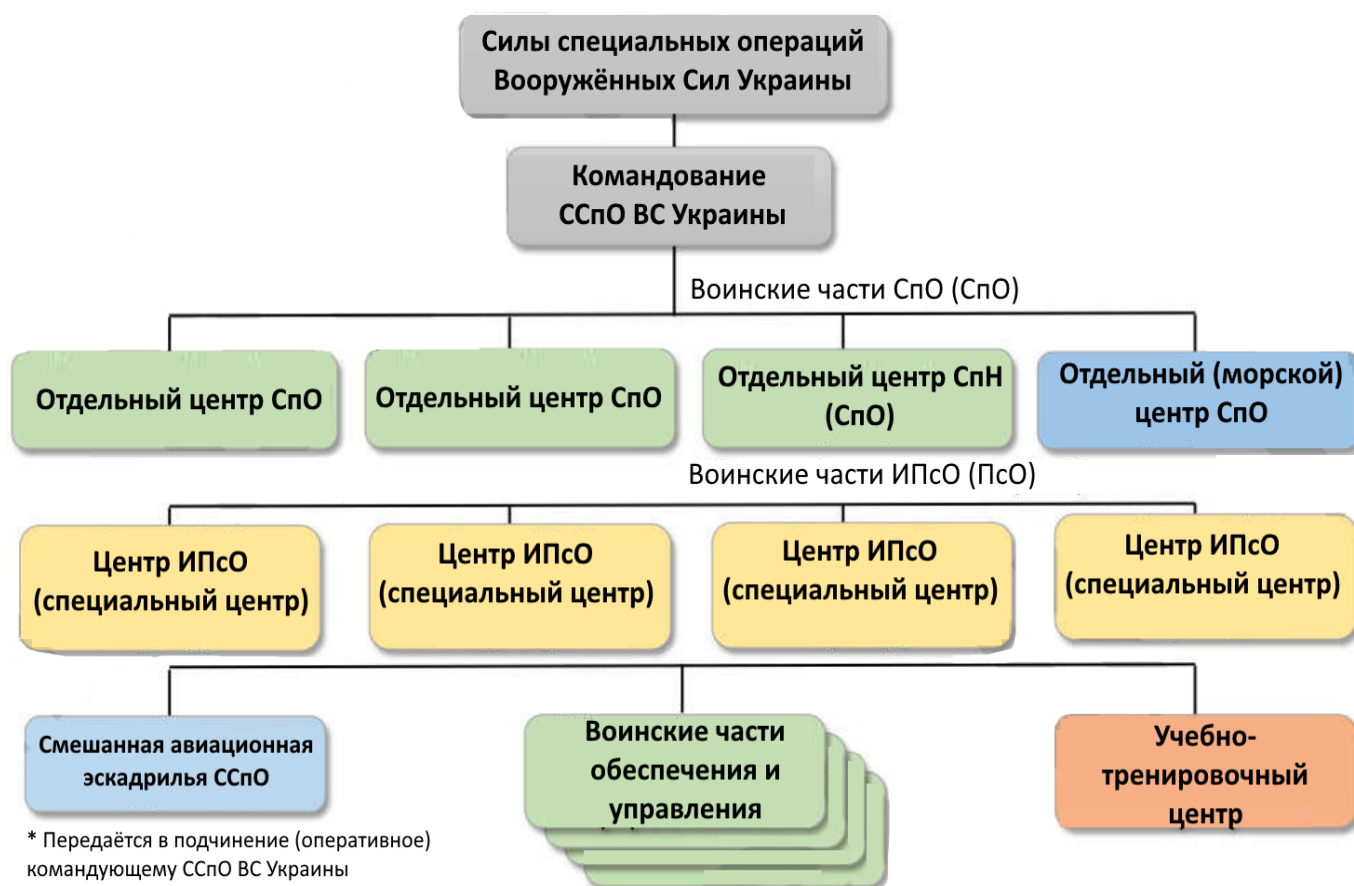 Силы специальных операций
Вооружённых Сил Украины
Командование
ССпО ВС Украины
Воинские части СпО (СпО)
Отдельный центр СпО
Отдельный центр СпО
Отдельный центр СпН
(СпО)
Отдельный (морской)
центр СпО
Воинские части ИПсО (ПсО)
Центр ИПсО
(специальный центр)
Центр ИПсО
(специальный центр)
Центр ИПсО
(специальный центр)
Центр ИПсО
(специальный центр)
Смешанная авиационная
эскадрилья ССпО
Воинские части
обеспечения и
управления
Учебно-
тренировочный
центр
* Передаётся в подчинение (оперативное)
командующему ССпО ВС Украины